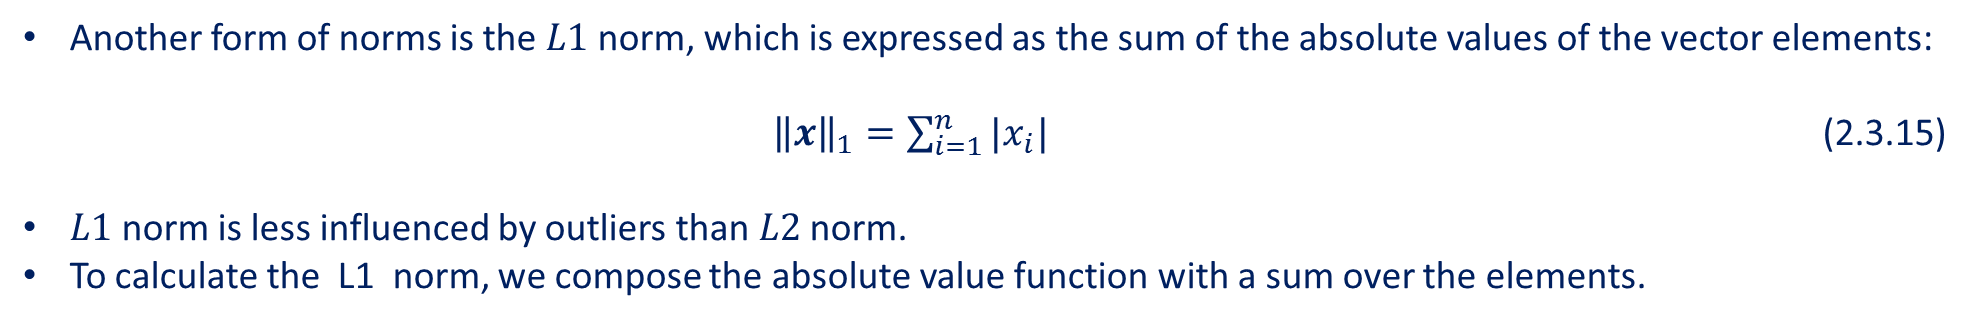 • Another form of norms is the L1 norm, which is expressed as the sum of the absolute values of the vector elements:
‖x‖₁ = ∑ⁿᵢ₌₁ |xᵢ| (2.3.15)
• L1 norm is less influenced by outliers than L2 norm.
• To calculate the L1 norm, we compose the absolute value function with a sum over the elements.